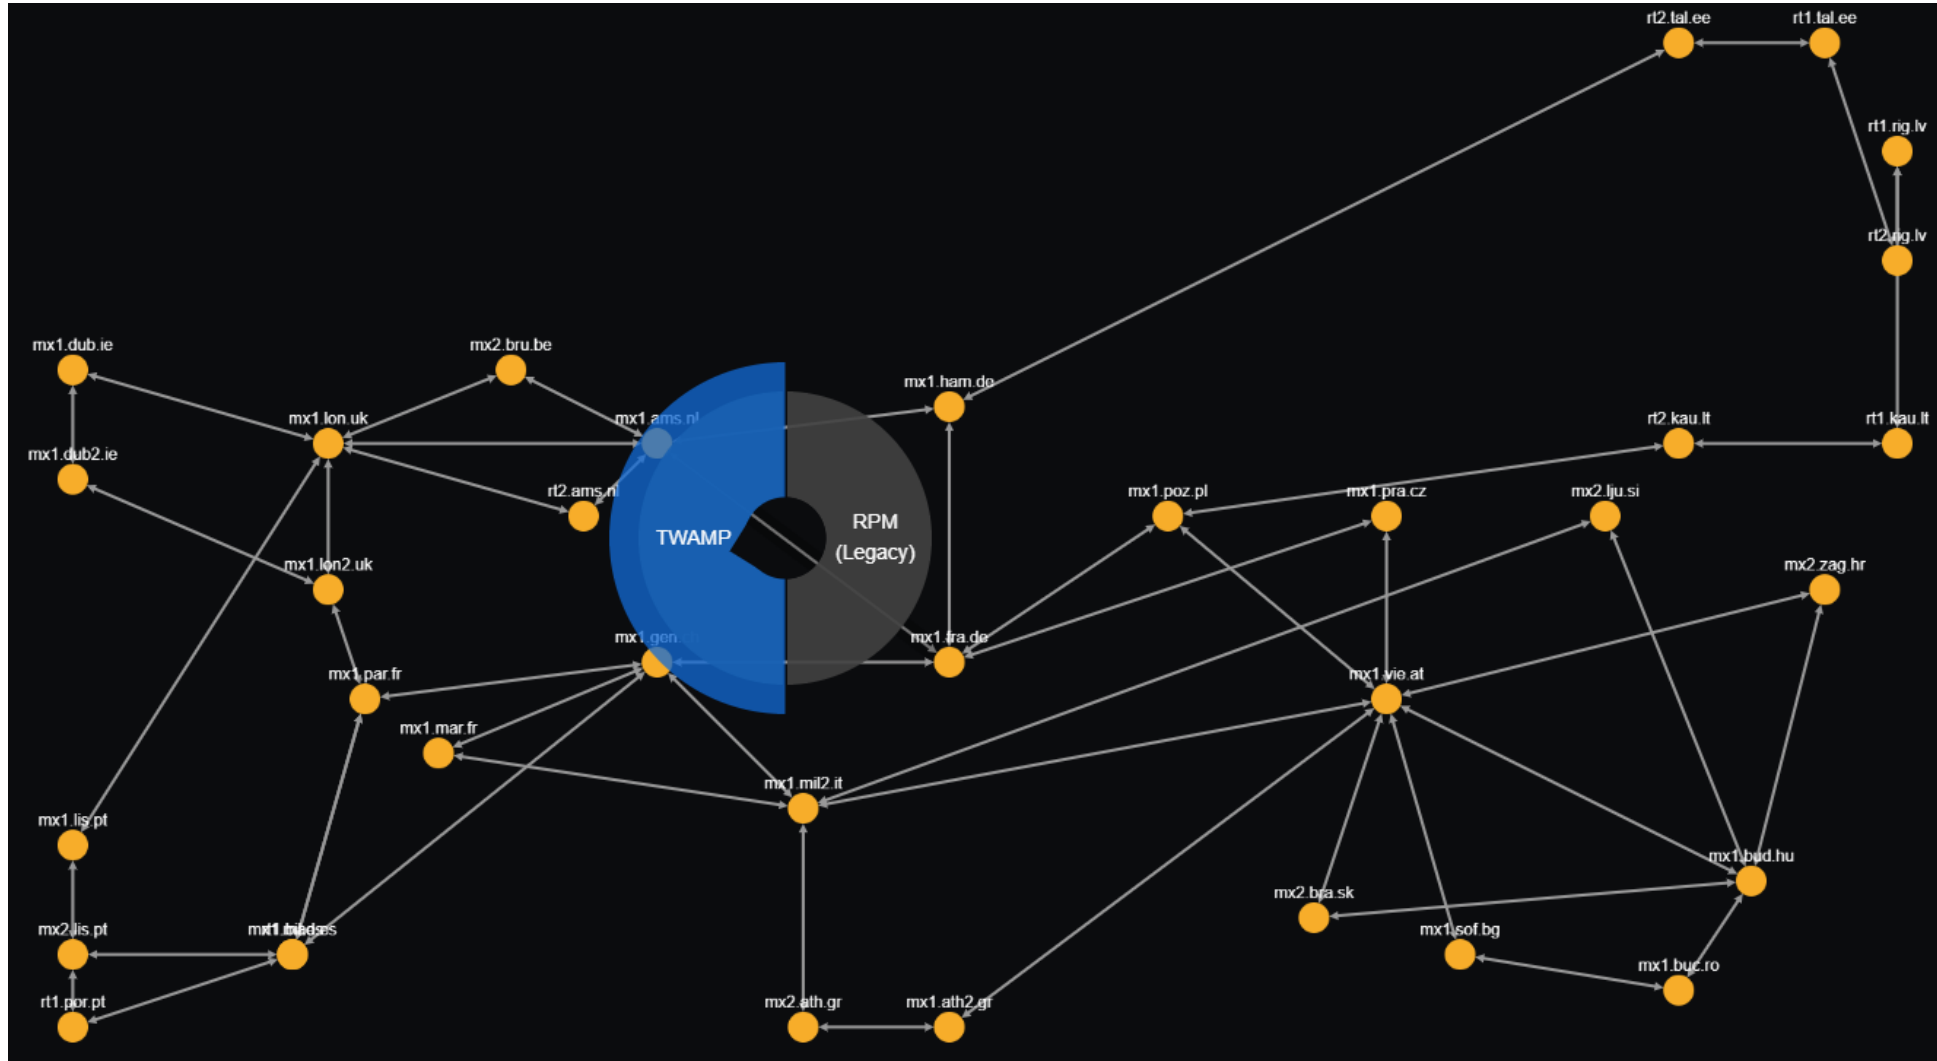 rt2.tal.ee
rt1.tal.ee
rt1.rig.lv
rt2.rig.lv
mx1.dub.ie
mx2.bru.be
mx1.ham.de
mx1.lon.uk
mx1.ams.nl
rt2.kau.lt
rt1.kau.lt
mx1.dub2.ie
rt2.ams.nl
mx1.poz.pl
mx1.pra.cz
mx2.lju.si
TWAMP
RPM
(Legacy)
mx1.lon2.uk
mx2.zag.hr
mx1.gen
mx1.fra.de
mx1.par.fr
mx1.vie.at
mx1.mar.fr
mx1.mil2.it
mx1.lis.pt
mx1.bud.hu
mx2.bra.sk
mx2.lis.pt
mx1.sof.bg
mx1.buc.ro
rt1.por.pt
mx2.ath.gr
mx1.ath2.gr